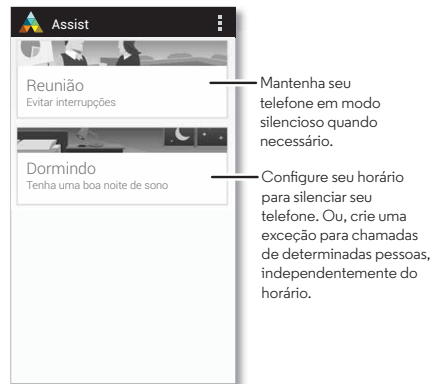 Assist
Reunião
Evitar interrupções
Dormindo
Tenha uma boa noite de sono
Mantenha seu
telefone em modo
silencioso quando
necessário.
Configure seu horário
para silenciar seu
telefone. Ou, crie uma
exceção para chamadas
de determinadas pessoas,
independentemente do
horário.